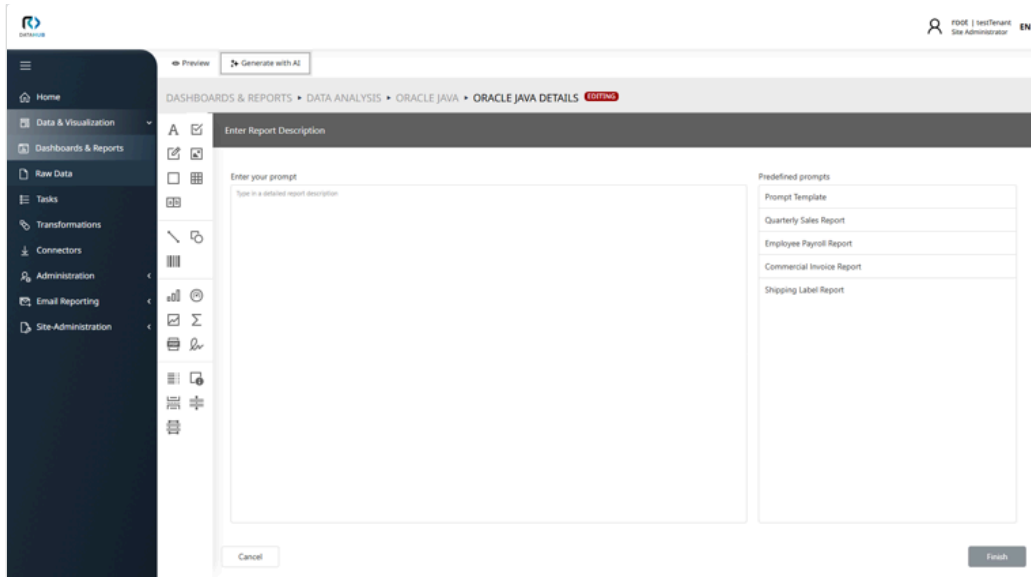 DATAHUB
root | testTenant
Site Administrator
EN
Preview
Generate with AI
Home
Data & Visualization
Dashboards & Reports
Raw Data
Tasks
Transformations
Connectors
Administration
Email Reporting
Site-Administration
DASHBOARDS & REPORTS ▸ DATA ANALYSIS ▸ ORACLE JAVA ▸ ORACLE JAVA DETAILS EDITING
Enter Report Description
Enter your prompt
Type in a detailed report description
Predefined prompts
Prompt Template
Quarterly Sales Report
Employee Payroll Report
Commercial Invoice Report
Shipping Label Report
Cancel
Finish